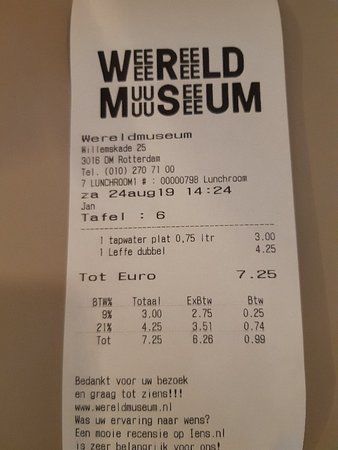 WEREEELD
MUUSEEUM
Wereldmuseum
Willemskade 25
3016 DM Rotterdam
Tel. (010) 270 71 00
7 LUNCHROOM1 # : 00000798 Lunchroom
za 24aug19 14:24
Jan
Tafel : 6
1 tapwater plat 0,75 ltr 3.00
1 Leffe dubbel 4.25
Tot Euro 7.25
BTW% Totaal ExBtw Btw
9% 3.00 2.75 0.25
21% 4.25 3.51 0.74
Tot 7.25 6.26 0.99
Bedankt voor uw bezoek
en graag tot ziens!!!
www.wereldmuseum.nl
Was uw ervaring naar wens?
Een mooie recensie op Iens.nl
is zeer belangrijk voor ons!